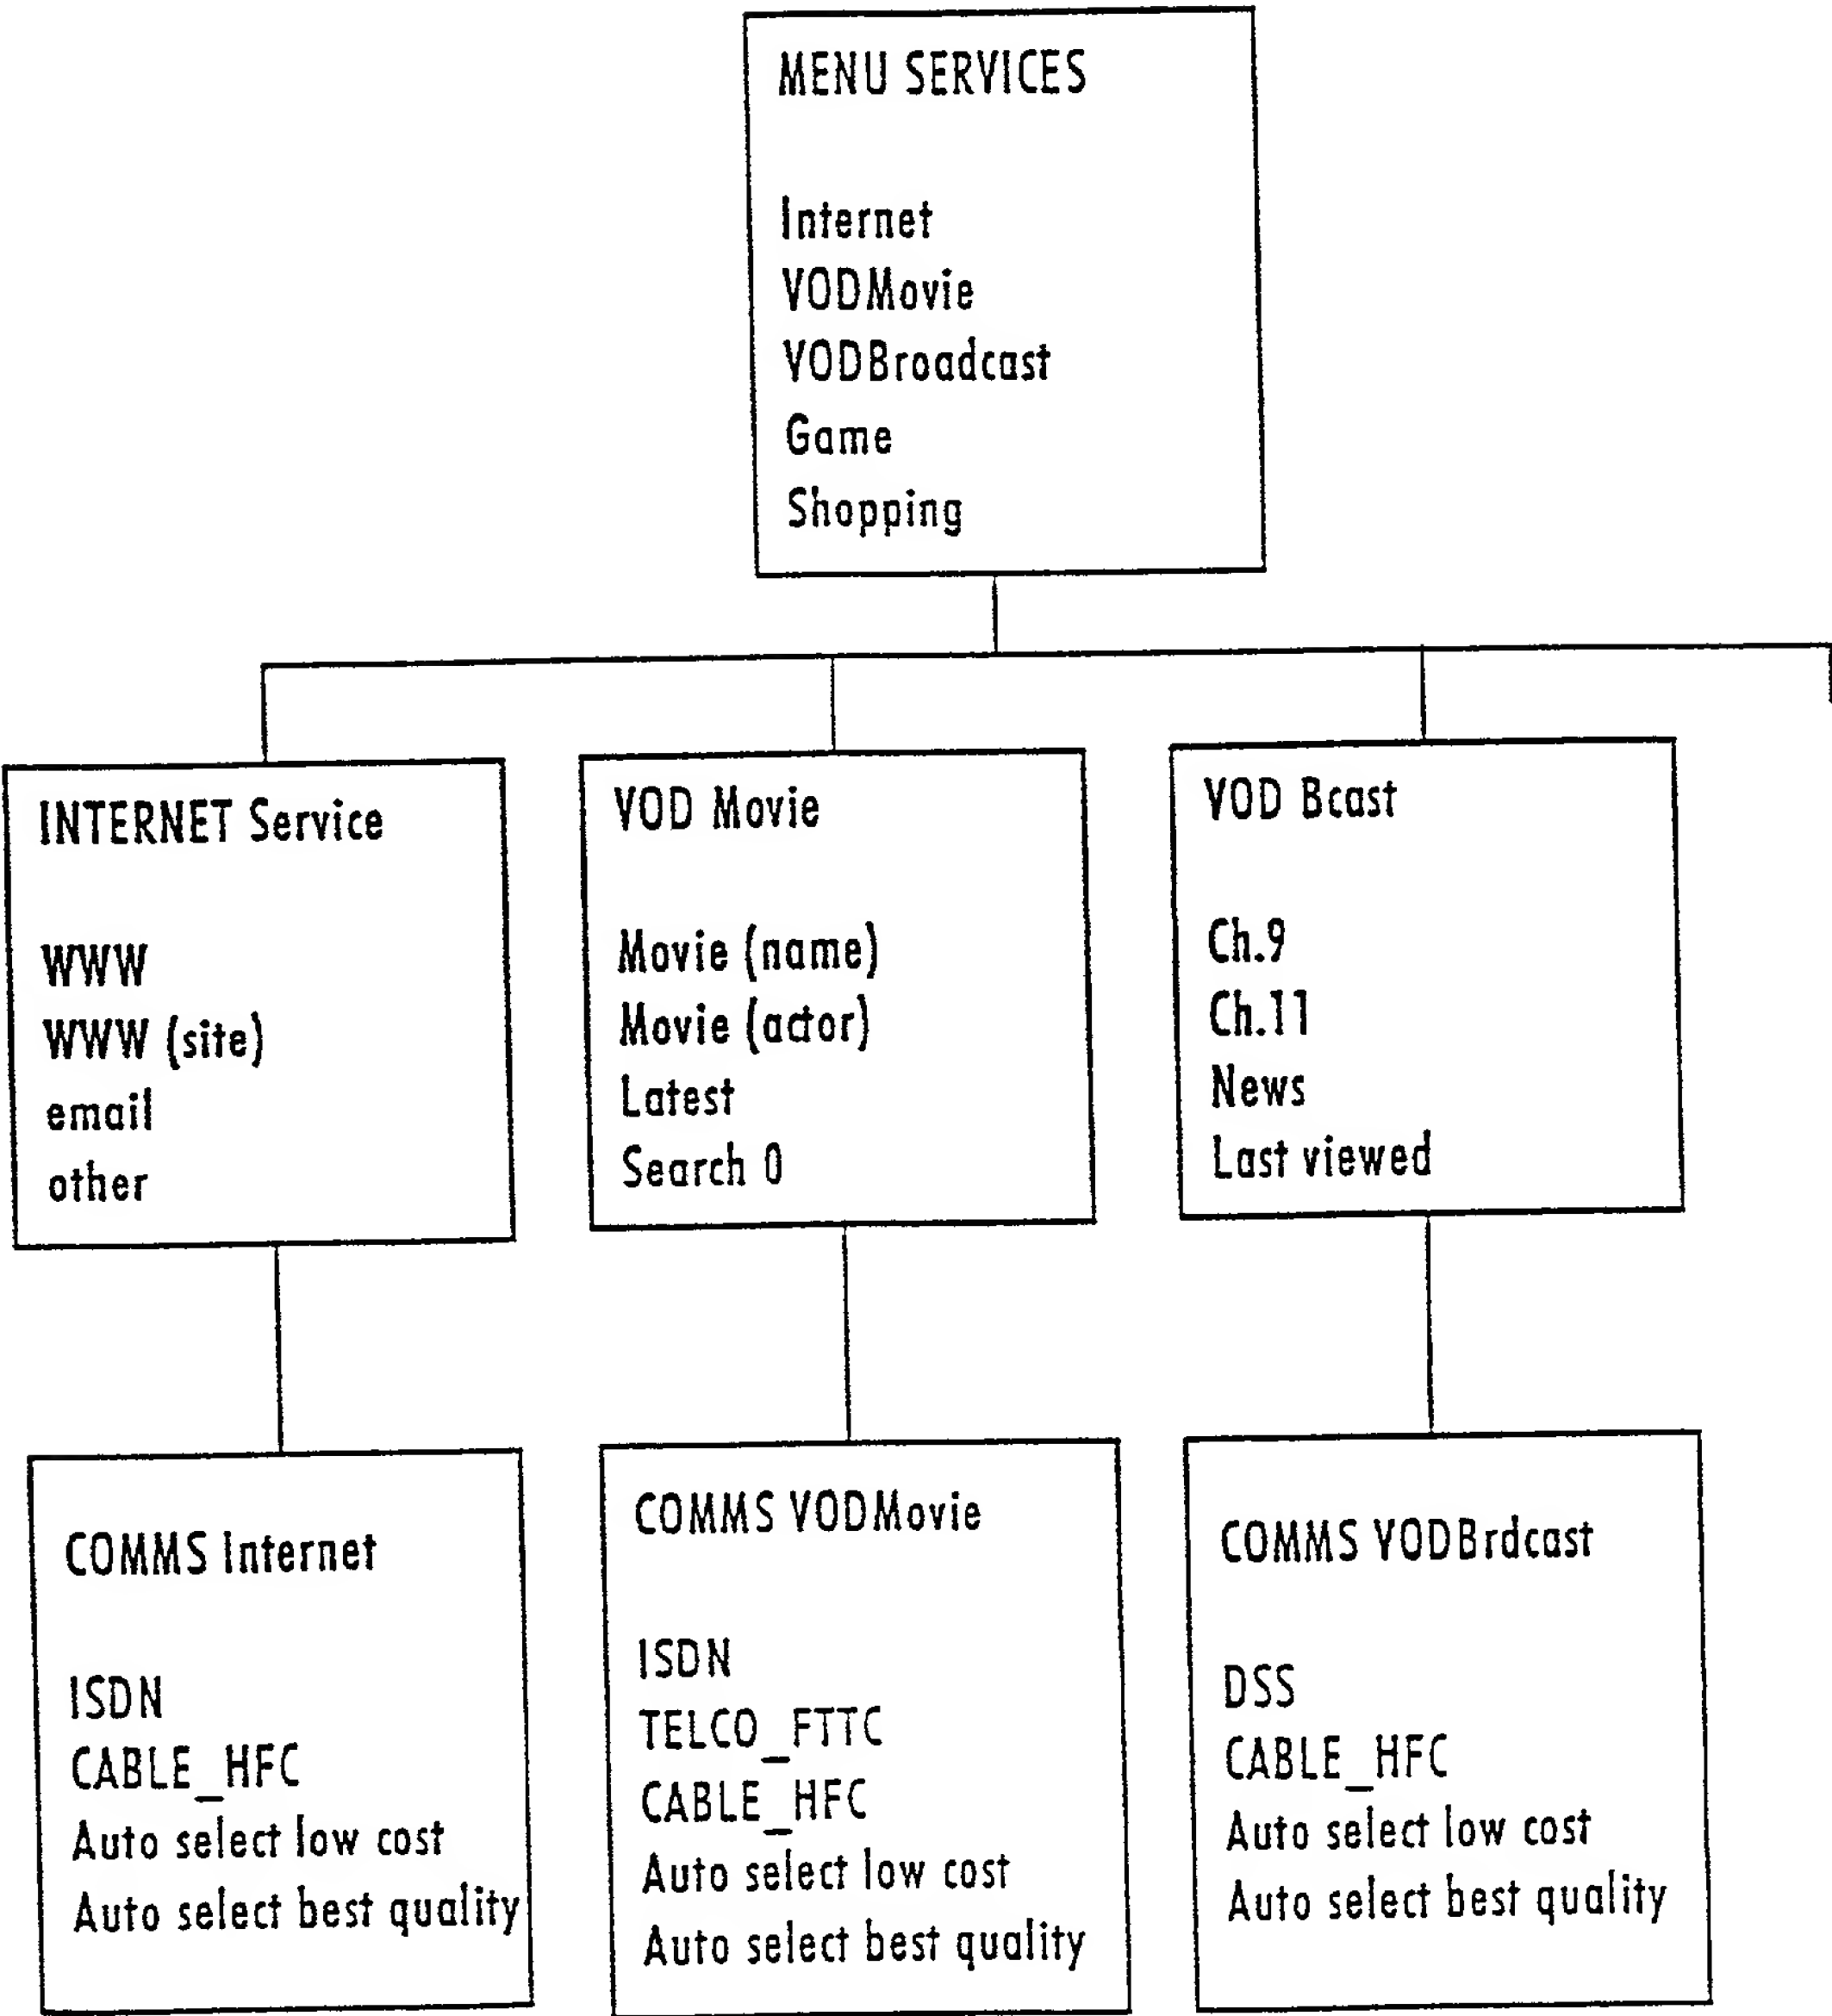 MENU SERVICES
Internet
VODMovie
VODBroadcast
Game
Shopping
INTERNET Service
WWW
WWW (site)
email
other
VOD Movie
Movie (name)
Movie (actor)
Latest
Search 0
VOD Bcast
Ch.9
Ch.11
News
Last viewed
COMMS Internet
ISDN
CABLE_HFC
Auto select low cost
Auto select best quality
COMMS VODMovie
ISDN
TELCO_FTTC
CABLE_HFC
Auto select low cost
Auto select best quality
COMMS VODBrdcast
DSS
CABLE_HFC
Auto select low cost
Auto select best quality